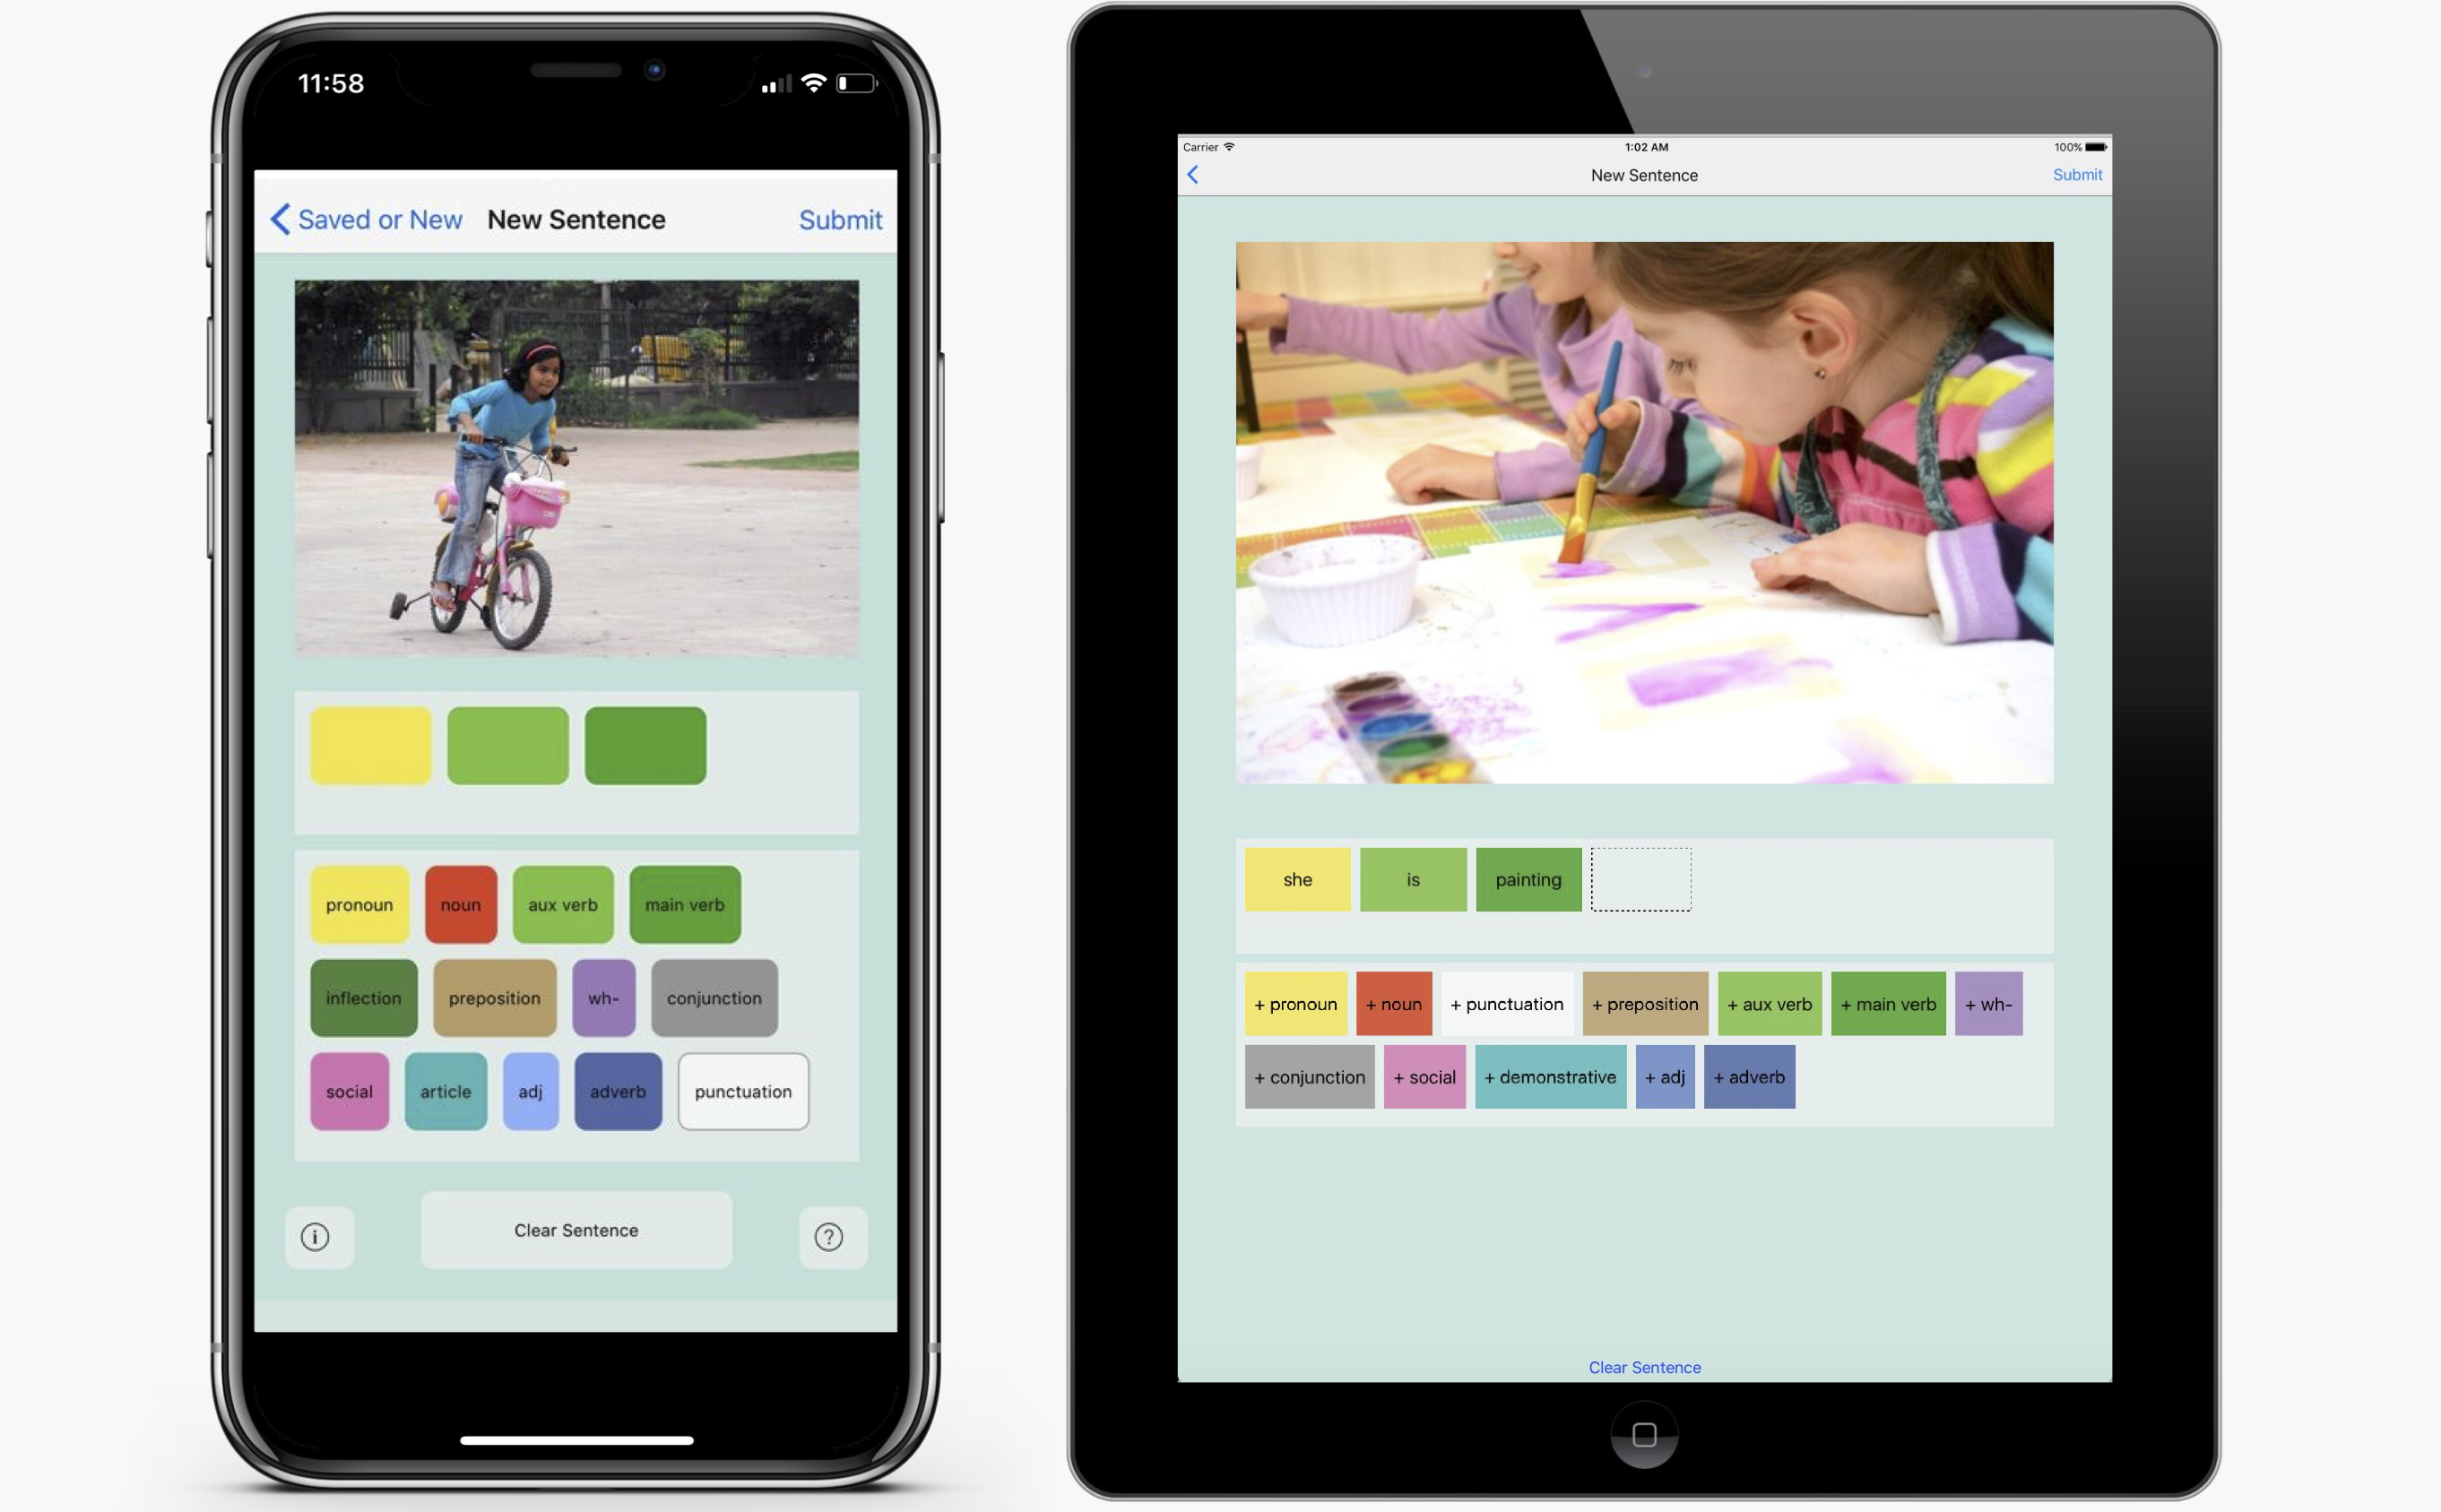 11:58
Saved or New New Sentence Submit
pronoun noun aux verb main verb
inflection preposition wh- conjunction
social article adj adverb punctuation
Clear Sentence
Carrier 1:02 AM 100%
New Sentence Submit
she is painting
+ pronoun + noun + punctuation + preposition + aux verb + main verb + wh-
+ conjunction + social + demonstrative + adj + adverb
Clear Sentence